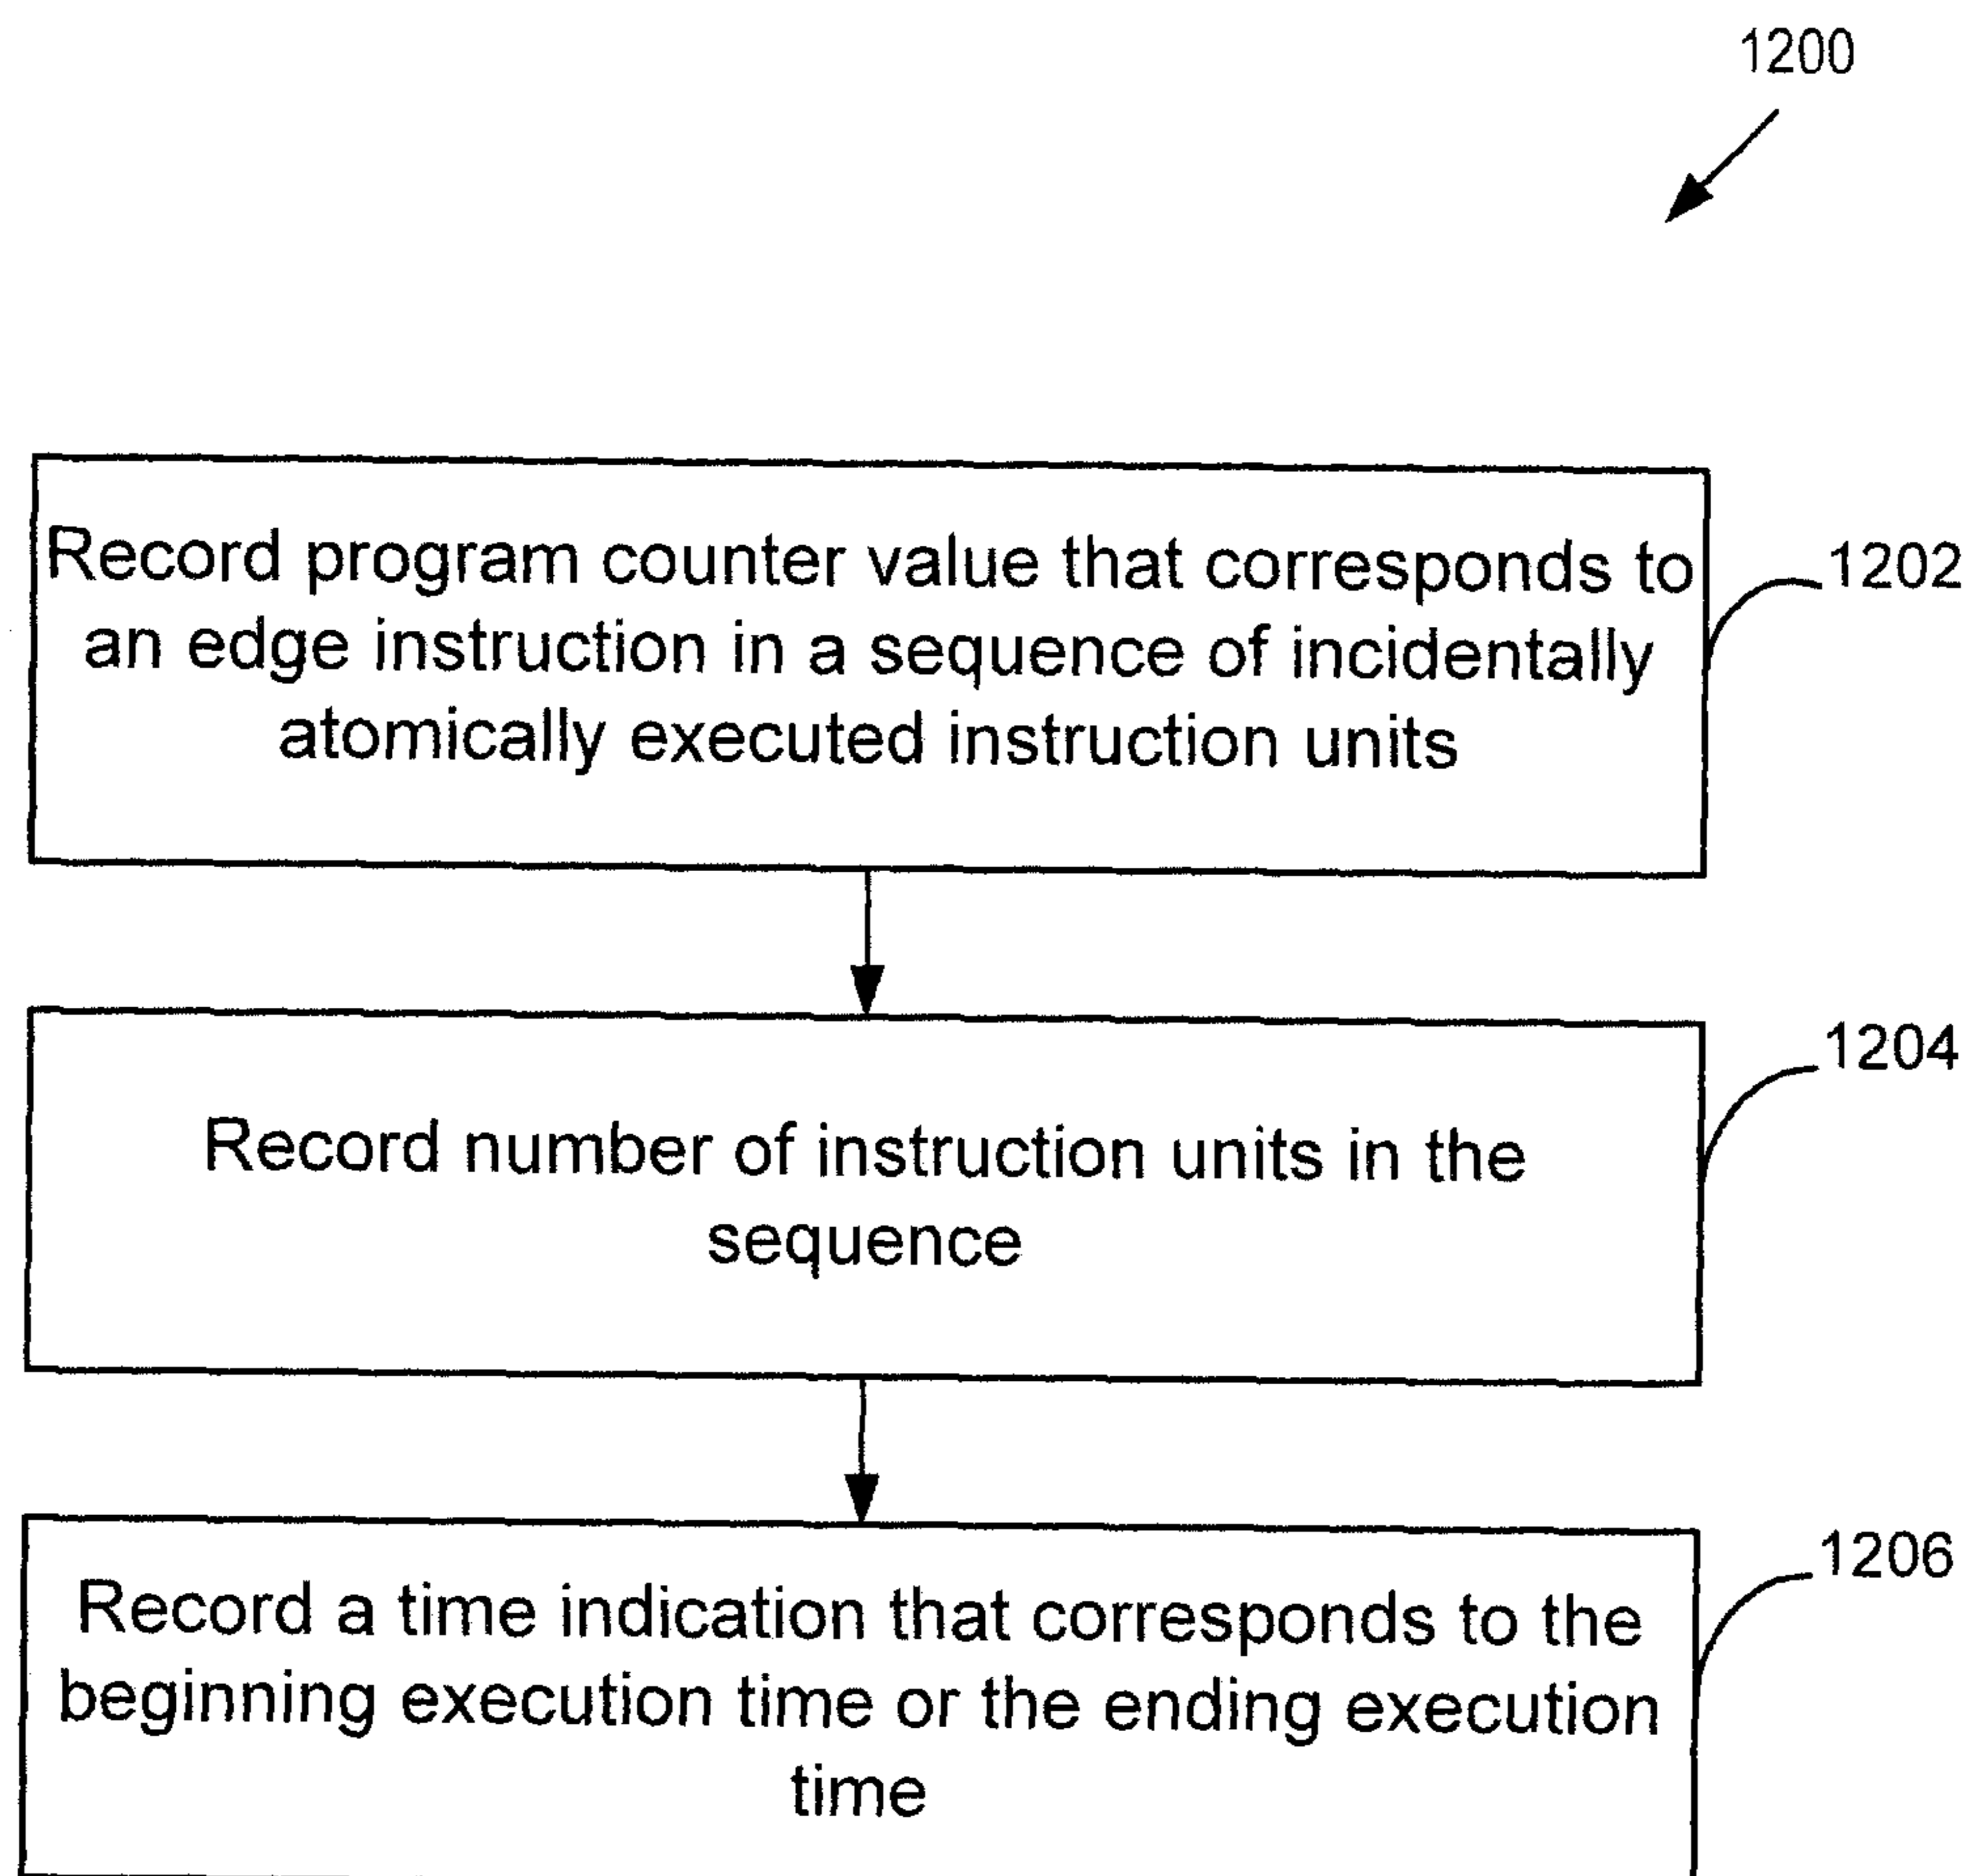 1200
Record program counter value that corresponds to
an edge instruction in a sequence of incidentally
atomically executed instruction units
1202
Record number of instruction units in the
sequence
1204
Record a time indication that corresponds to the
beginning execution time or the ending execution
time
1206